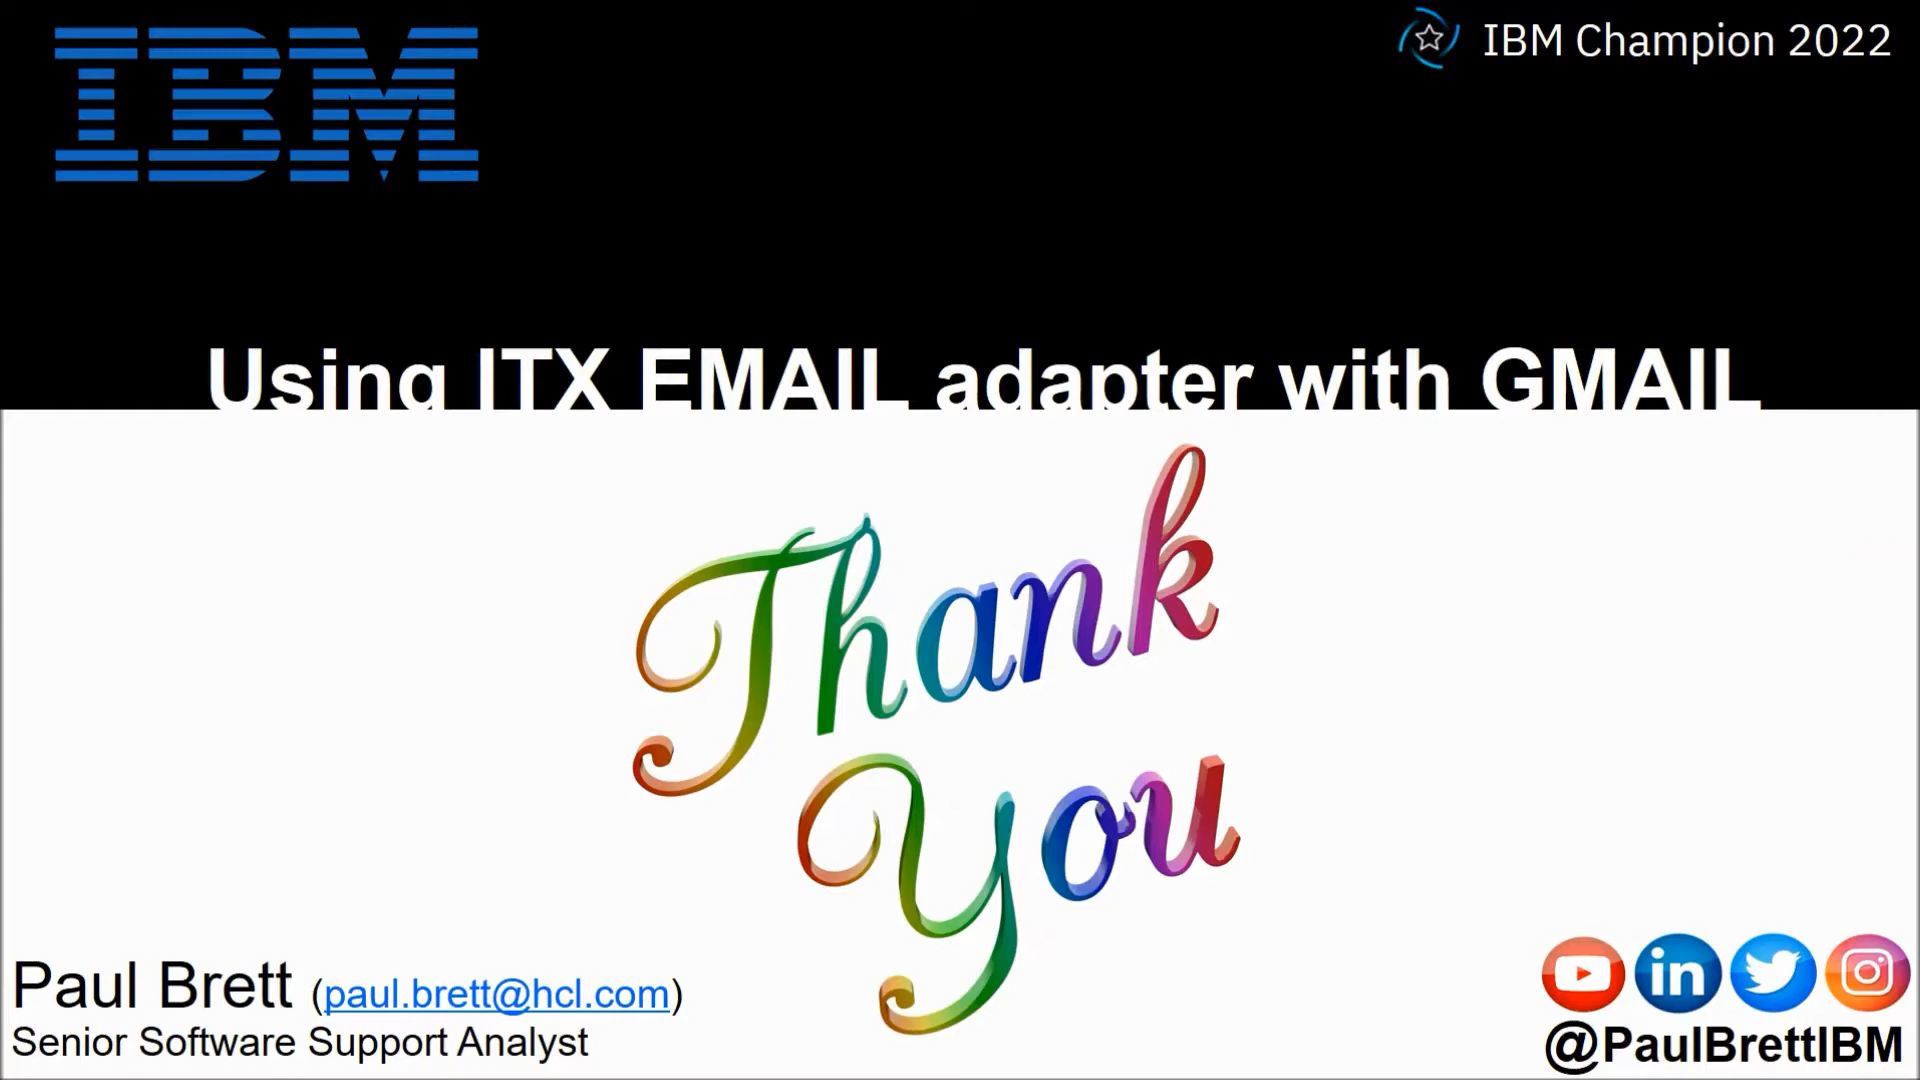 IBM
IBM Champion 2022
Using ITX EMAIL adapter with GMAIL
Thank
You
Paul Brett (paul.brett@hcl.com)
Senior Software Support Analyst
in
@PaulBrettIBM